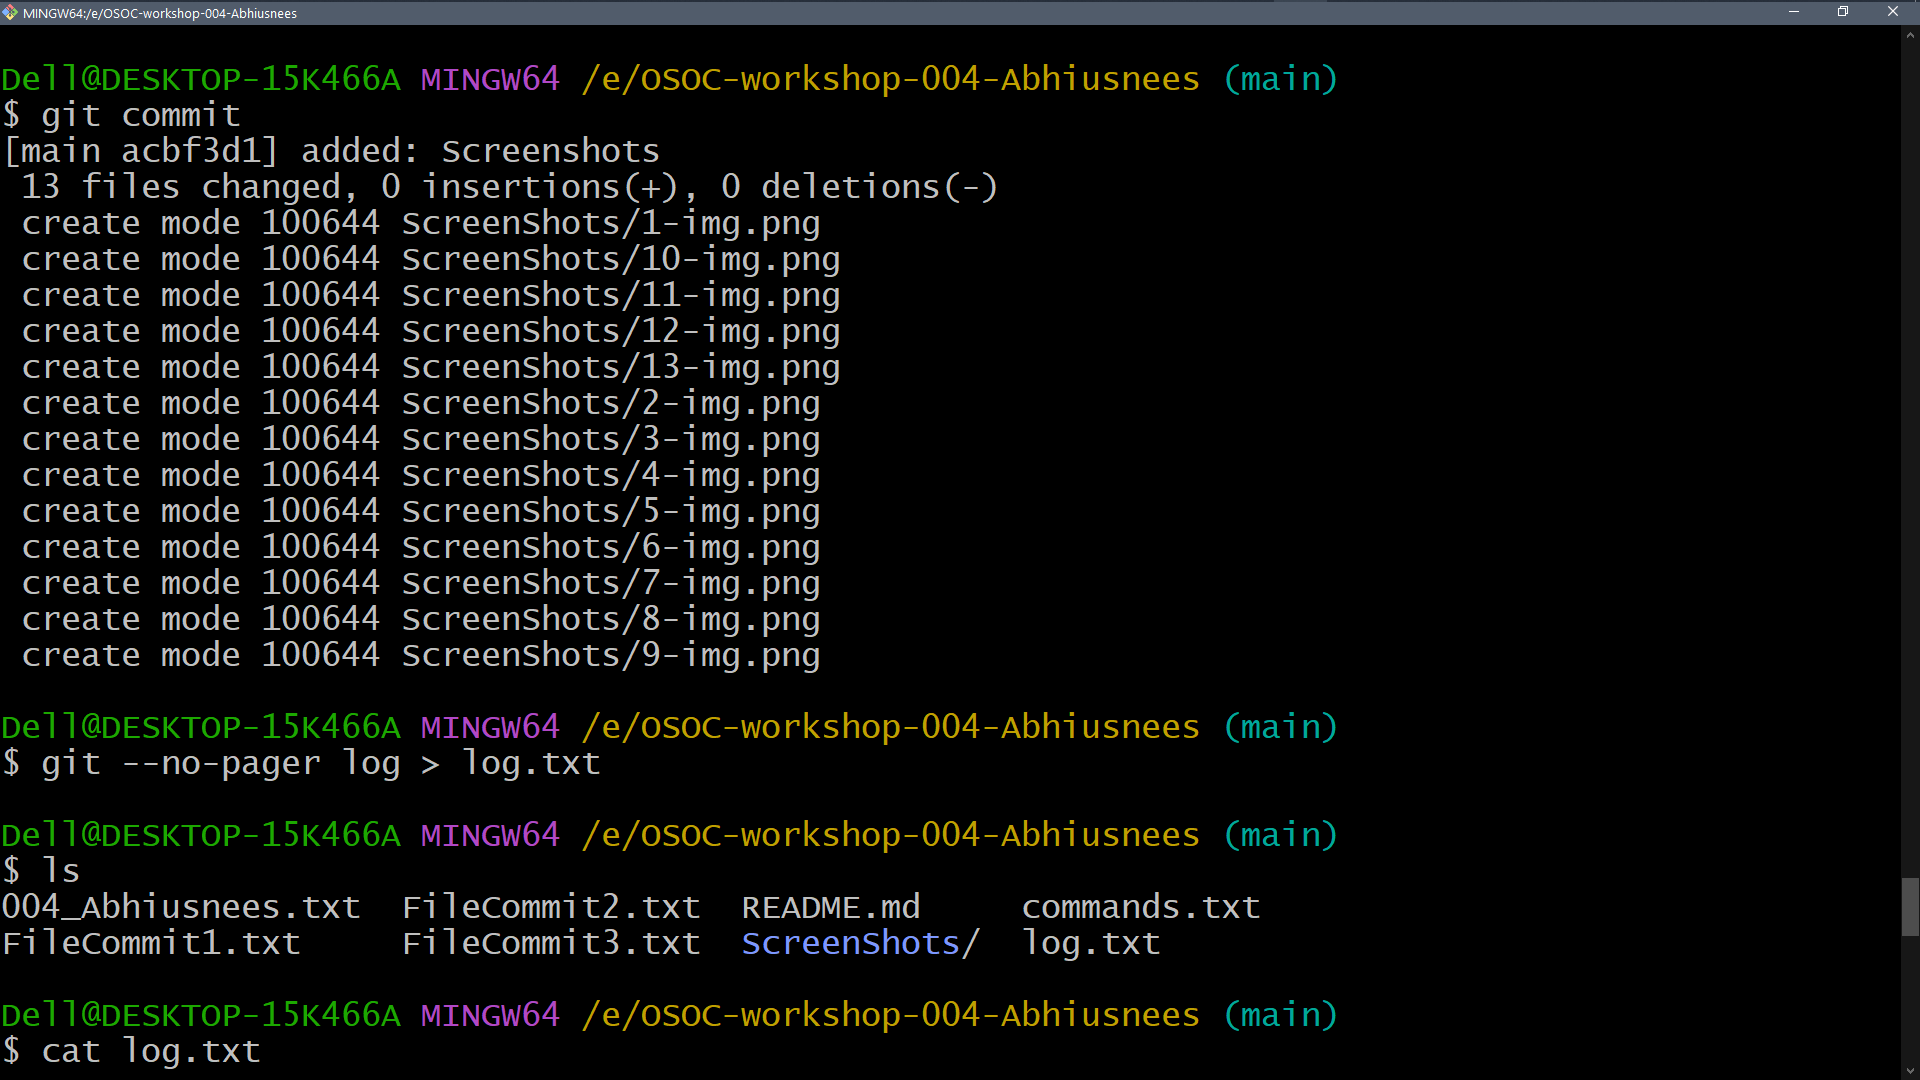 MINGW64:/e/OSOC-workshop-004-Abhiusnees
Dell@DESKTOP-15K466A MINGW64 /e/OSOC-workshop-004-Abhiusnees (main)
$ git commit
[main acbf3d1] added: Screenshots
 13 files changed, 0 insertions(+), 0 deletions(-)
 create mode 100644 ScreenShots/1-img.png
 create mode 100644 ScreenShots/10-img.png
 create mode 100644 ScreenShots/11-img.png
 create mode 100644 ScreenShots/12-img.png
 create mode 100644 ScreenShots/13-img.png
 create mode 100644 ScreenShots/2-img.png
 create mode 100644 ScreenShots/3-img.png
 create mode 100644 ScreenShots/4-img.png
 create mode 100644 ScreenShots/5-img.png
 create mode 100644 ScreenShots/6-img.png
 create mode 100644 ScreenShots/7-img.png
 create mode 100644 ScreenShots/8-img.png
 create mode 100644 ScreenShots/9-img.png
Dell@DESKTOP-15K466A MINGW64 /e/OSOC-workshop-004-Abhiusnees (main)
$ git --no-pager log > log.txt
Dell@DESKTOP-15K466A MINGW64 /e/OSOC-workshop-004-Abhiusnees (main)
$ ls
004_Abhiusnees.txt  FileCommit2.txt  README.md     commands.txt
FileCommit1.txt     FileCommit3.txt  ScreenShots/  log.txt
Dell@DESKTOP-15K466A MINGW64 /e/OSOC-workshop-004-Abhiusnees (main)
$ cat log.txt